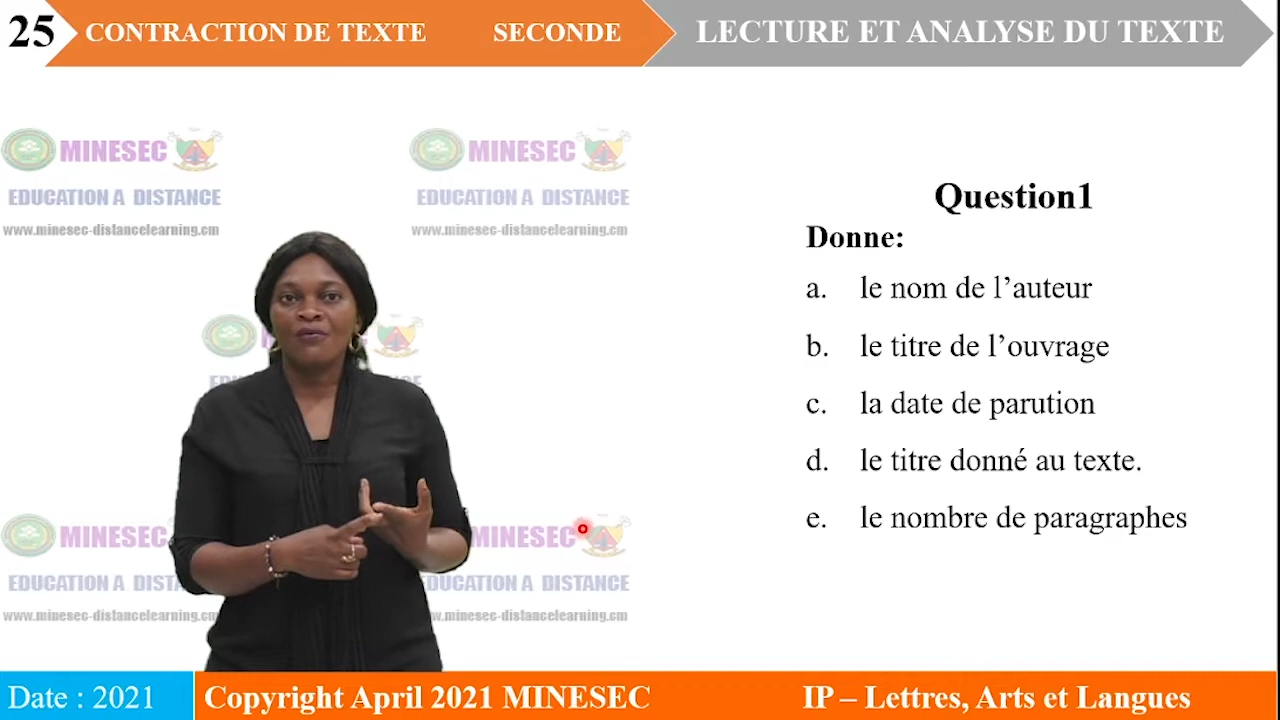 25
CONTRACTION DE TEXTE SECONDE
LECTURE ET ANALYSE DU TEXTE
MINESEC
EDUCATION A DISTANCE
www.minesec-distancelearning.cm
MINESEC
EDUCATION A DISTANCE
www.minesec-distancelearning.cm
MINESEC
EDUCATION A DISTA
www.minesec-distancelearning.cm
MINESEC
EDUCATION A DISTANCE
www.minesec-distancelearning.cm
Question1
Donne:
a. le nom de l’auteur
b. le titre de l’ouvrage
c. la date de parution
d. le titre donné au texte.
e. le nombre de paragraphes
Date : 2021
Copyright April 2021 MINESEC
IP – Lettres, Arts et Langues